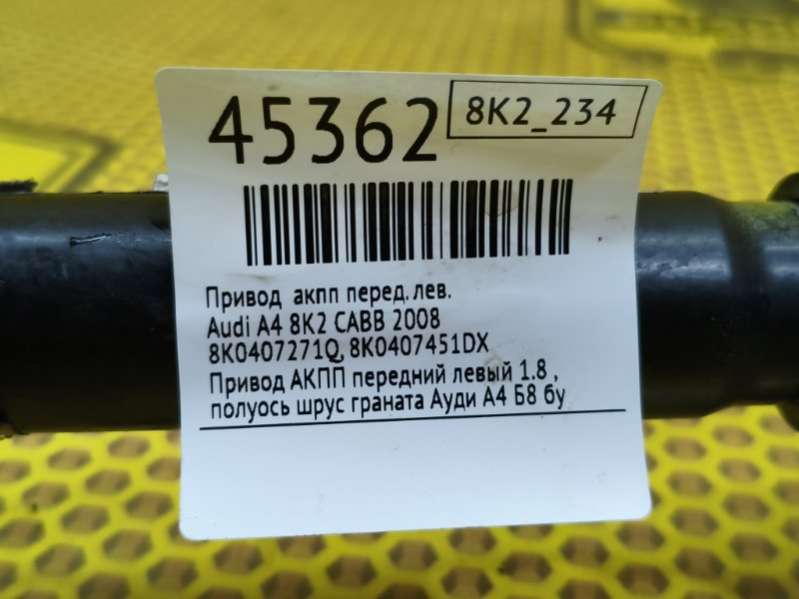 45362
8K2_234
Привод акпп перед. лев.
Audi A4 8K2 CABB 2008
8K0407271Q, 8K0407451DX
Привод АКПП передний левый 1.8 ,
полуось шрус граната Ауди А4 Б8 бу